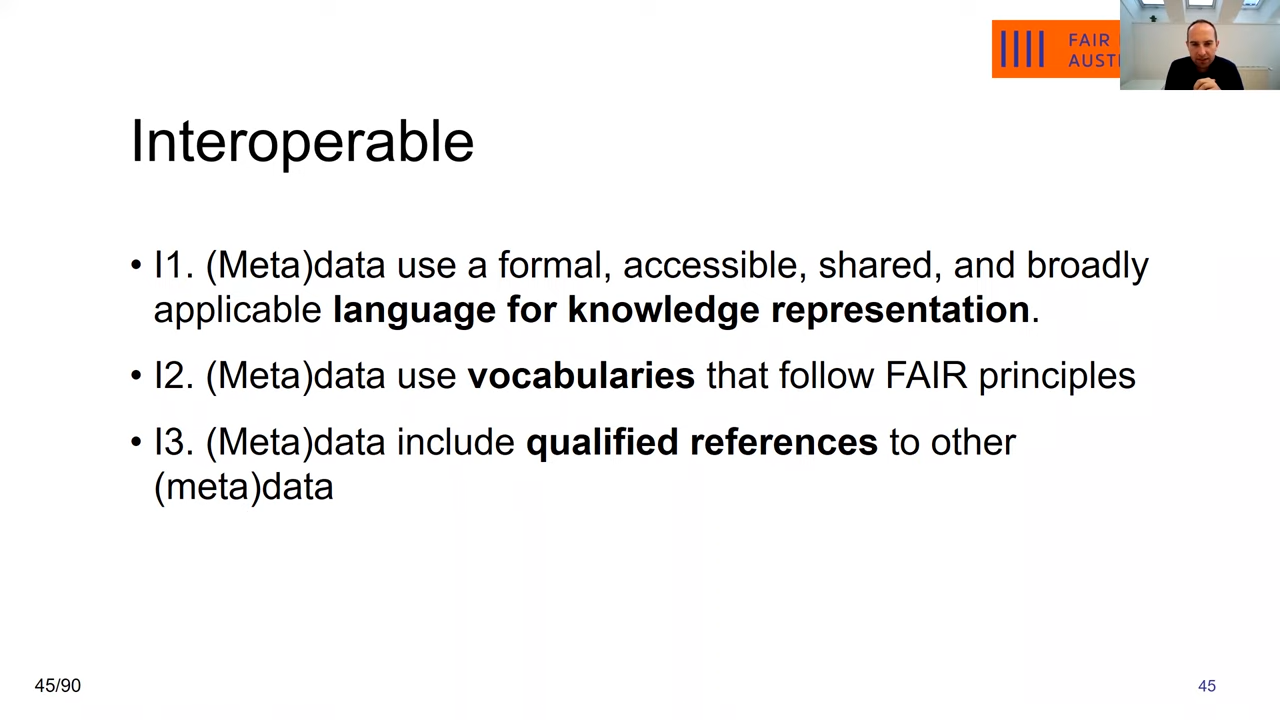 FAIR
AUST
Interoperable
• I1. (Meta)data use a formal, accessible, shared, and broadly
applicable language for knowledge representation.
• I2. (Meta)data use vocabularies that follow FAIR principles
• I3. (Meta)data include qualified references to other
(meta)data
45/90
45